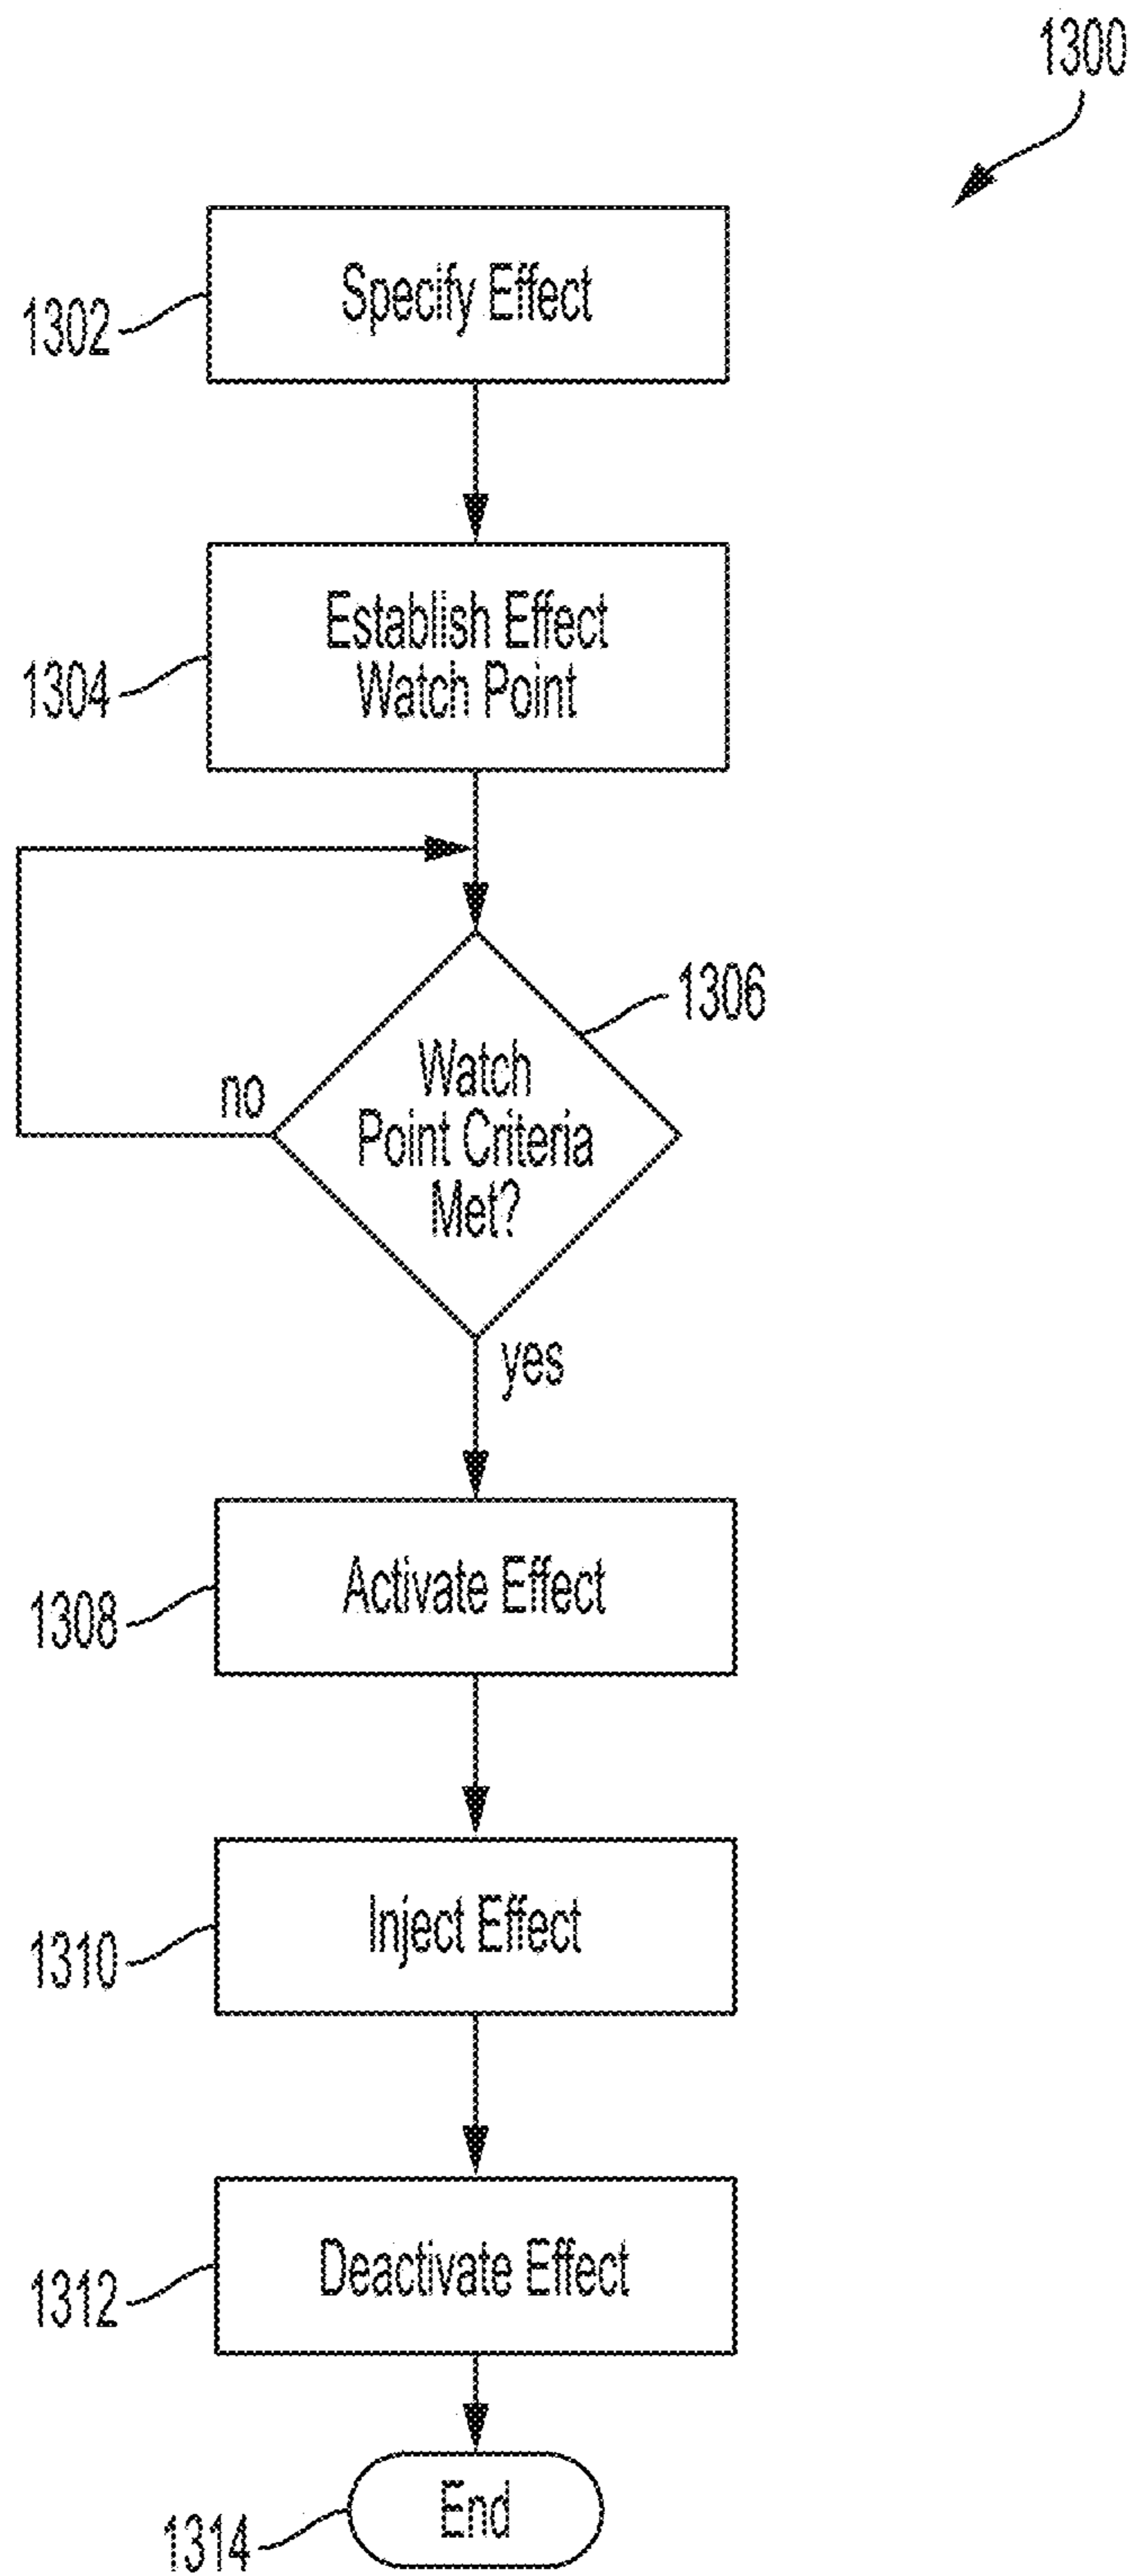 1300
Specify Effect
1302
Establish Effect
Watch Point
1304
1306
Watch
Point Criteria
Met?
no
yes
Activate Effect
1308
Inject Effect
1310
Deactivate Effect
1312
End
1314